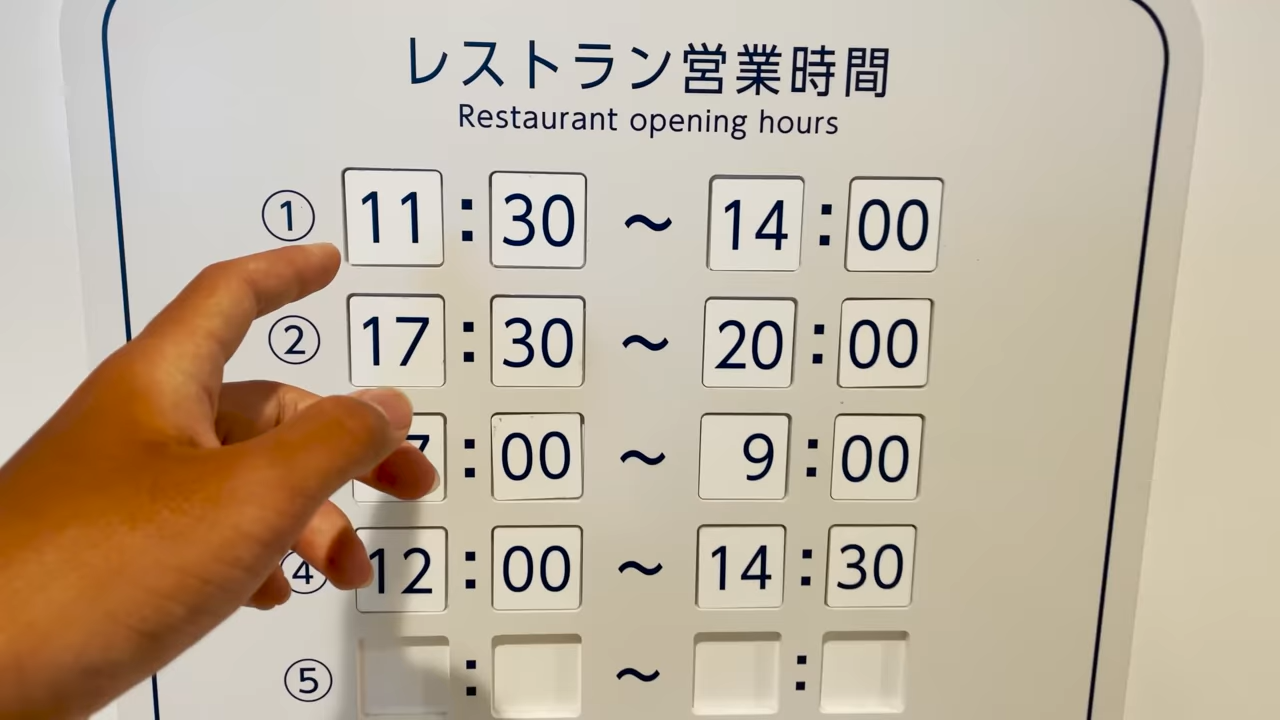 レストラン営業時間
Restaurant opening hours
① 11 : 30 ～ 14 : 00
② 17 : 30 ～ 20 : 00
: 00 ～ 9 : 00
④ 12 : 00 ～ 14 : 30
⑤ : ～ :